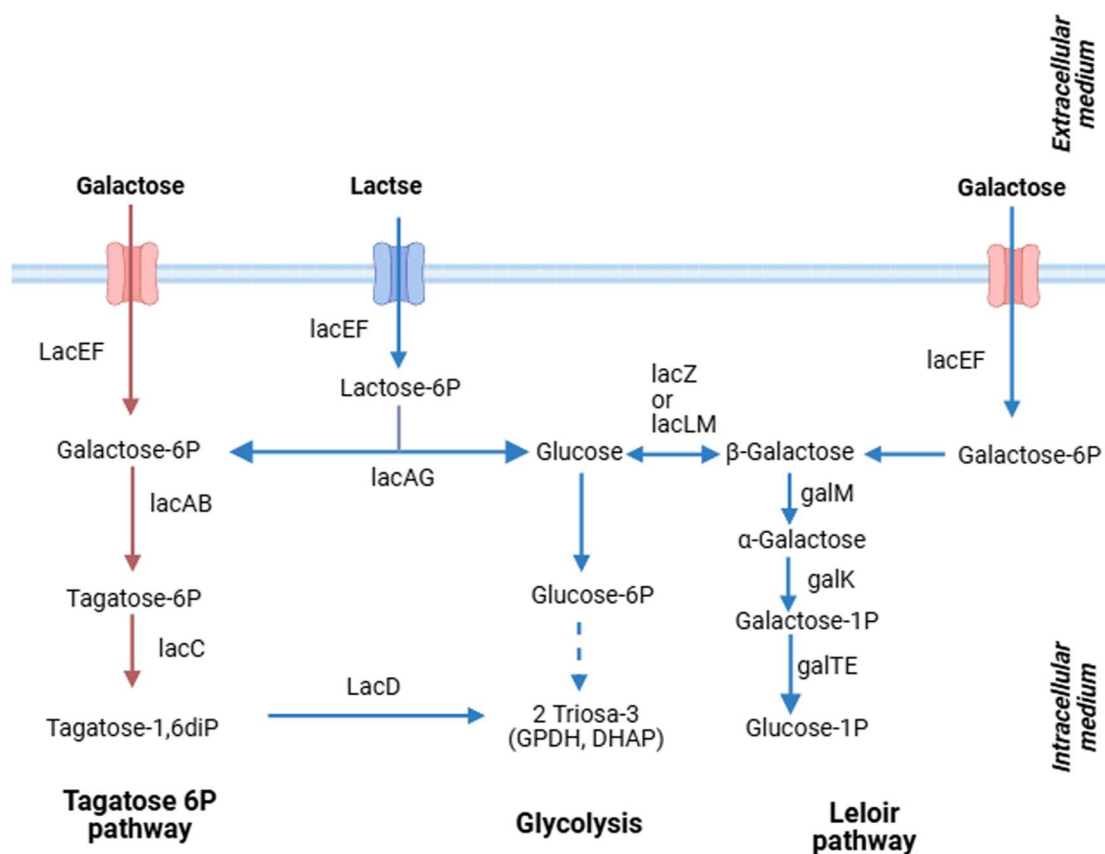 Extracellular
medium
Galactose
Lactse
Galactose
LacEF
lacEF
lacEF
Lactose-6P
lacZ
or
lacLM
Galactose-6P
lacAG
Glucose
β-Galactose
Galactose-6P
lacAB
galM
α-Galactose
galK
Tagatose-6P
Glucose-6P
Galactose-1P
lacC
galTE
LacD
Tagatose-1,6diP
2 Triosa-3
(GPDH, DHAP)
Glucose-1P
Intracellular
medium
Tagatose 6P
pathway
Glycolysis
Leloir
pathway